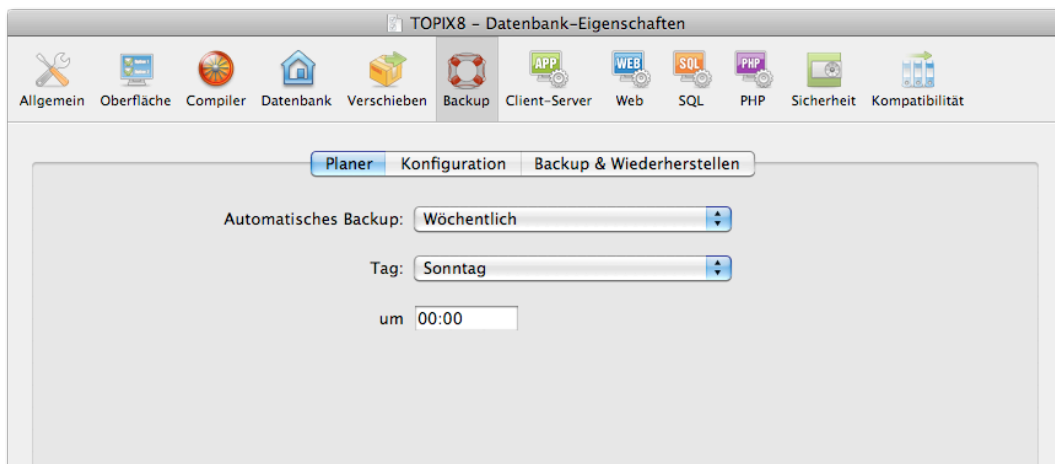 TOPIX8 – Datenbank-Eigenschaften
Allgemein Oberfläche Compiler Datenbank Verschieben Backup Client-Server Web SQL PHP Sicherheit Kompatibilität
APP WEB SQL PHP
Planer Konfiguration Backup & Wiederherstellen
Automatisches Backup: Wöchentlich
Tag: Sonntag
um 00:00